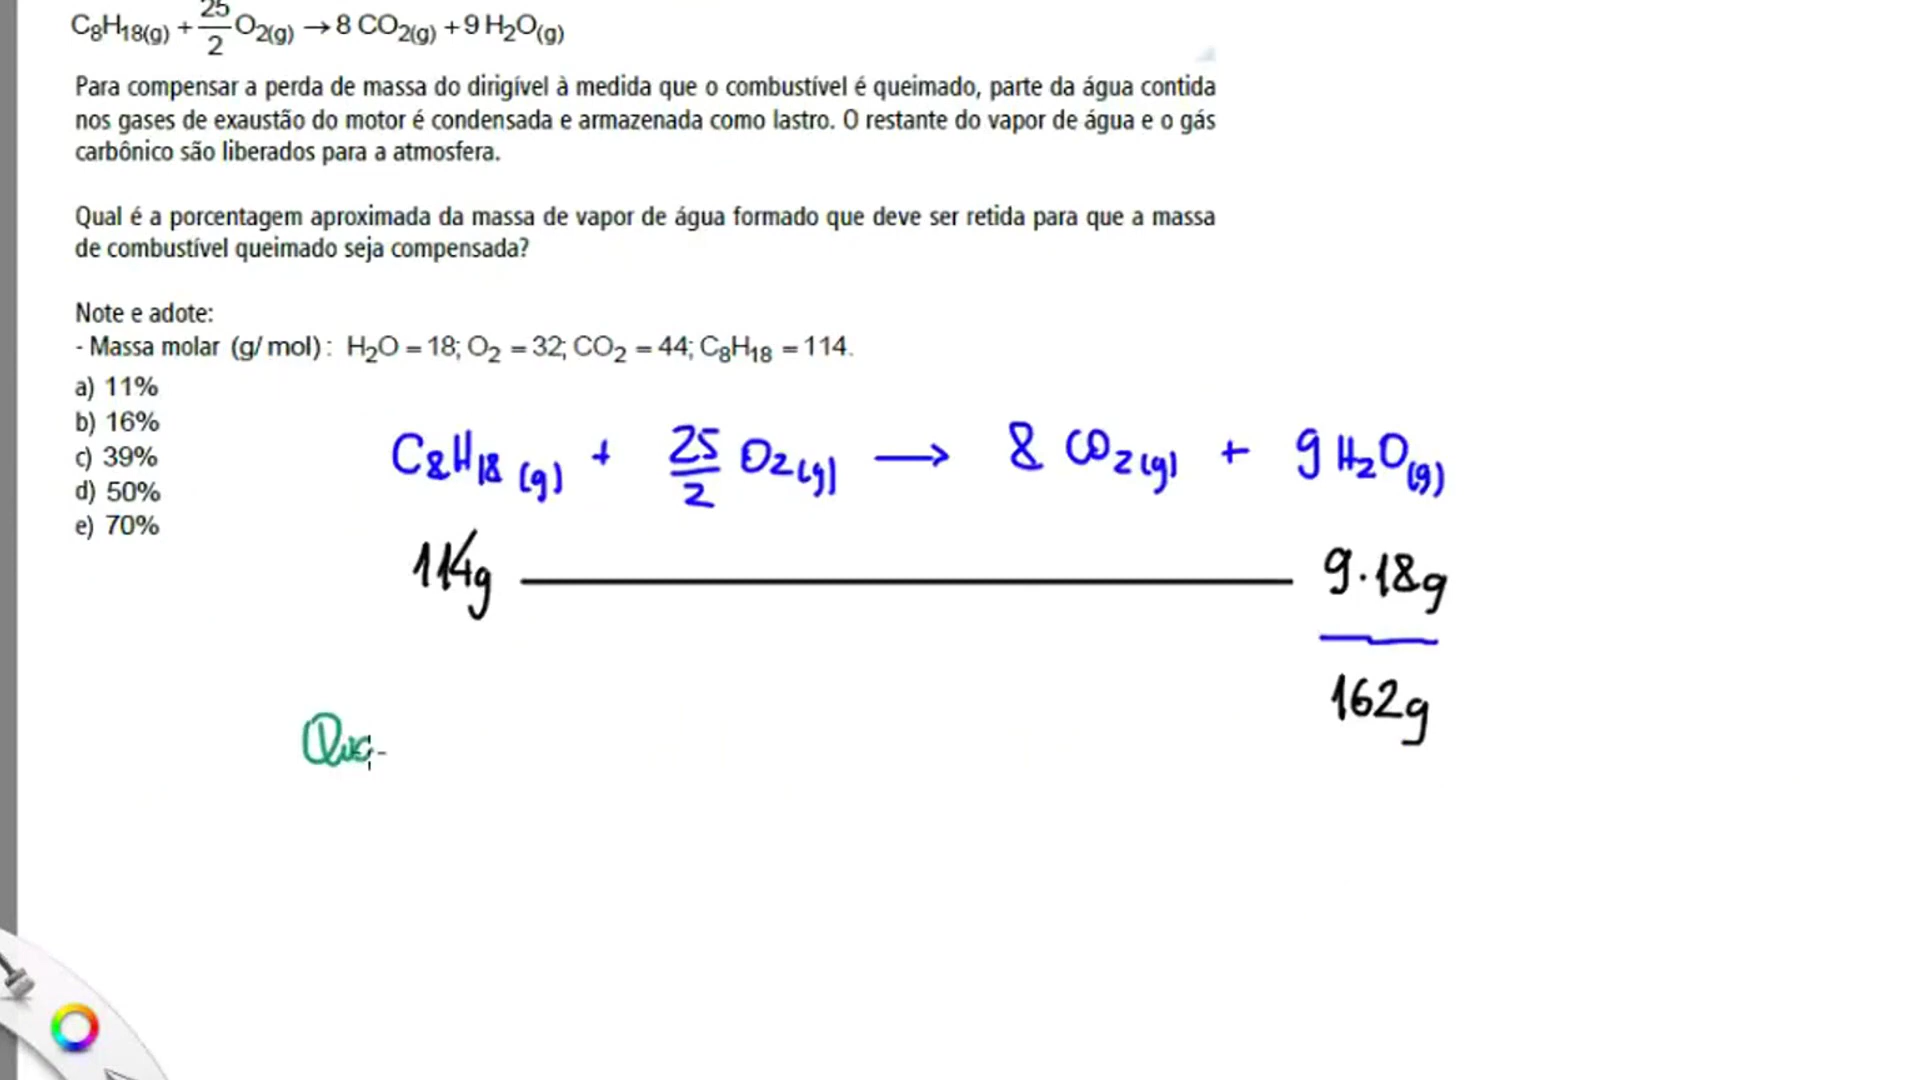 C8H18(g) + 25/2 O2(g) → 8 CO2(g) + 9 H2O(g)
Para compensar a perda de massa do dirigível à medida que o combustível é queimado, parte da água contida
nos gases de exaustão do motor é condensada e armazenada como lastro. O restante do vapor de água e o gás
carbônico são liberados para a atmosfera.
Qual é a porcentagem aproximada da massa de vapor de água formado que deve ser retida para que a massa
de combustível queimado seja compensada?
Note e adote:
- Massa molar (g/mol): H2O = 18; O2 = 32; CO2 = 44; C8H18 = 114.
a) 11%
b) 16%
c) 39%
d) 50%
e) 70%
C8H18 (g) + 25/2 O2(g) → 8 CO2(g) + 9 H2O(g)
114g 9.18g
162g